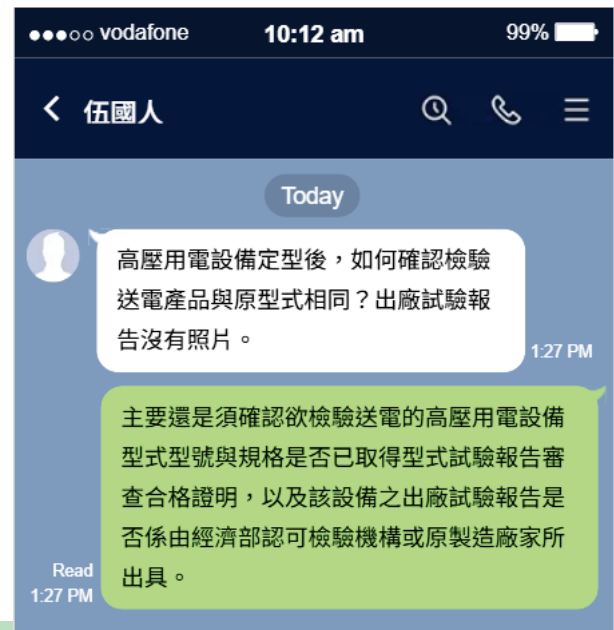 vodafone 10:12 am 99%
伍國人
Today
高壓用電設備定型後，如何確認檢驗
送電產品與原型式相同？出廠試驗報
告沒有照片。
1:27 PM
主要還是須確認欲檢驗送電的高壓用電設備
型式型號與規格是否已取得型式試驗報告審
查合格證明，以及該設備之出廠試驗報告是
否係由經濟部認可檢驗機構或原製造廠家所
出具。
Read
1:27 PM